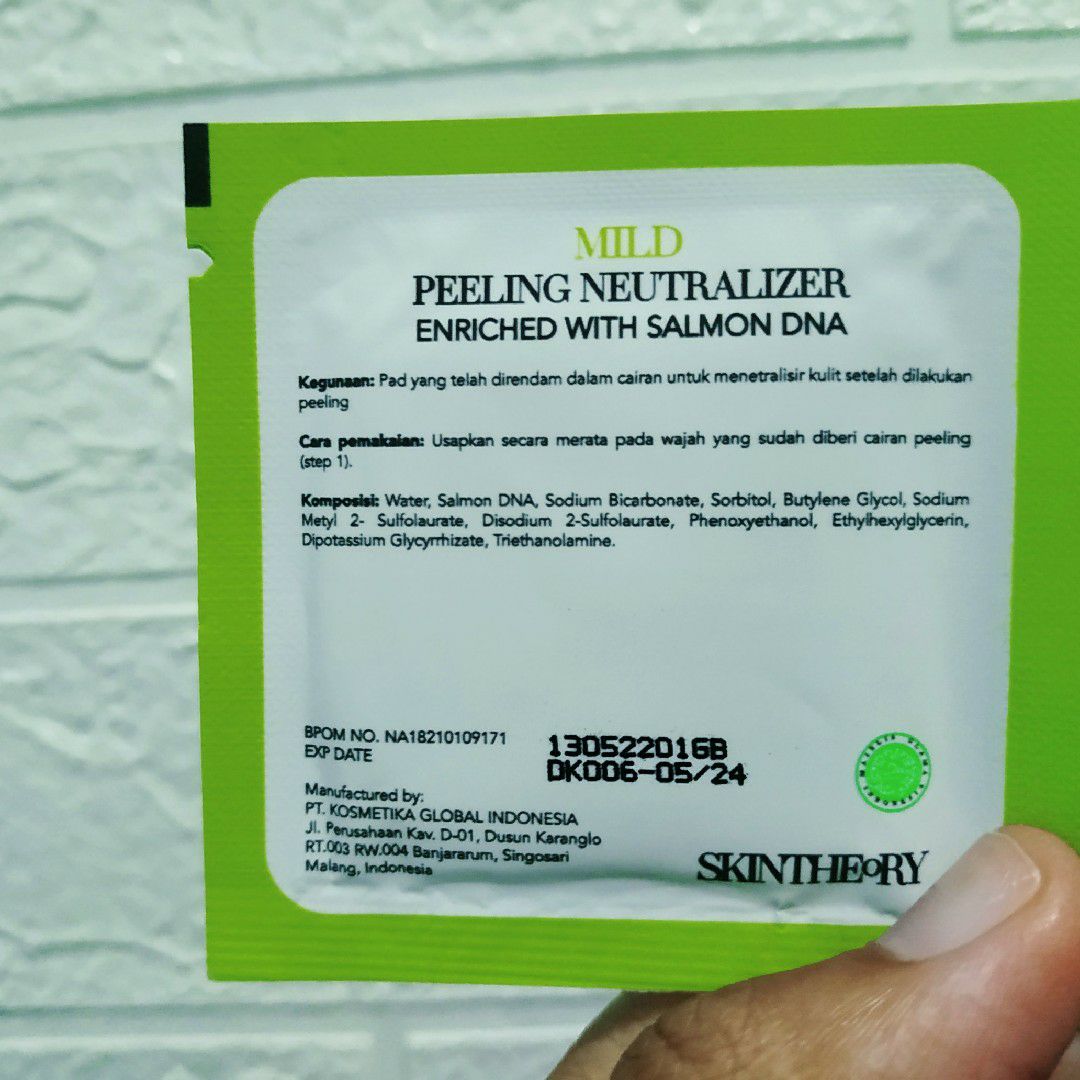 MILD
PEELING NEUTRALIZER
ENRICHED WITH SALMON DNA
Kegunaan: Pad yang telah direndam dalam cairan untuk menetralisir kulit setelah dilakukan
peeling
Cara pemakaian: Usapkan secara merata pada wajah yang sudah diberi cairan peeling
(step 1).
Komposisi: Water, Salmon DNA, Sodium Bicarbonate, Sorbitol, Butylene Glycol, Sodium
Metyl 2- Sulfolaurate, Disodium 2-Sulfolaurate, Phenoxyethanol, Ethylhexylglycerin,
Dipotassium Glycyrrhizate, Triethanolamine.
BPOM NO. NA18210109171
EXP DATE
13052201GB
DK006-05/24
Manufactured by:
PT. KOSMETIKA GLOBAL INDONESIA
Jl. Perusahaan Kav. D-01, Dusun Karanglo
RT.003 RW.004 Banjararum, Singosari
Malang, Indonesia
SKINTHEORY